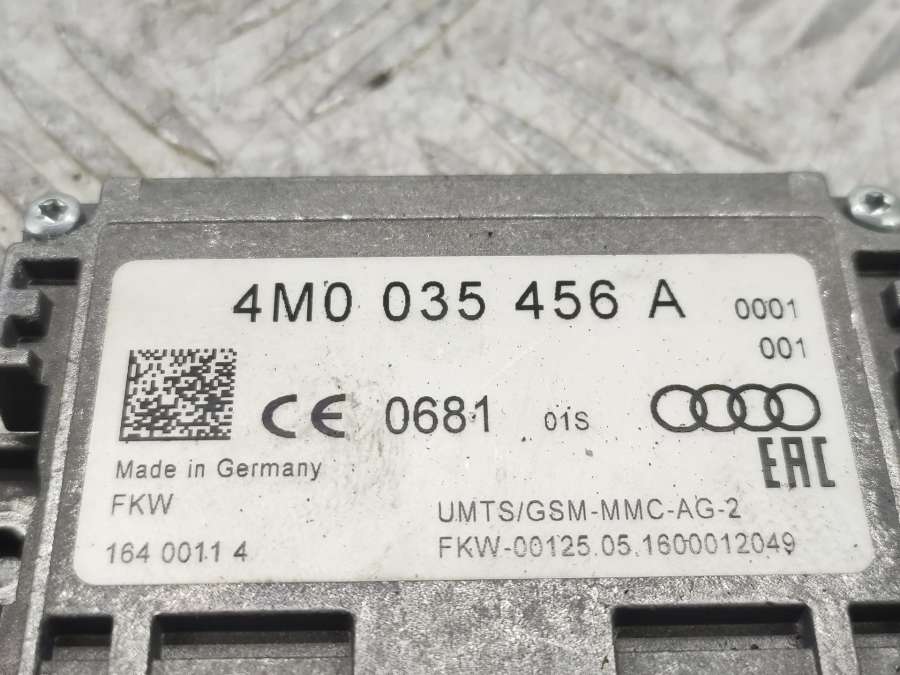 4M0 035 456 A 0001
001
CE 0681 01S
EAC
Made in Germany
FKW UMTS/GSM-MMC-AG-2
164 0011 4 FKW-00125.05.1600012049